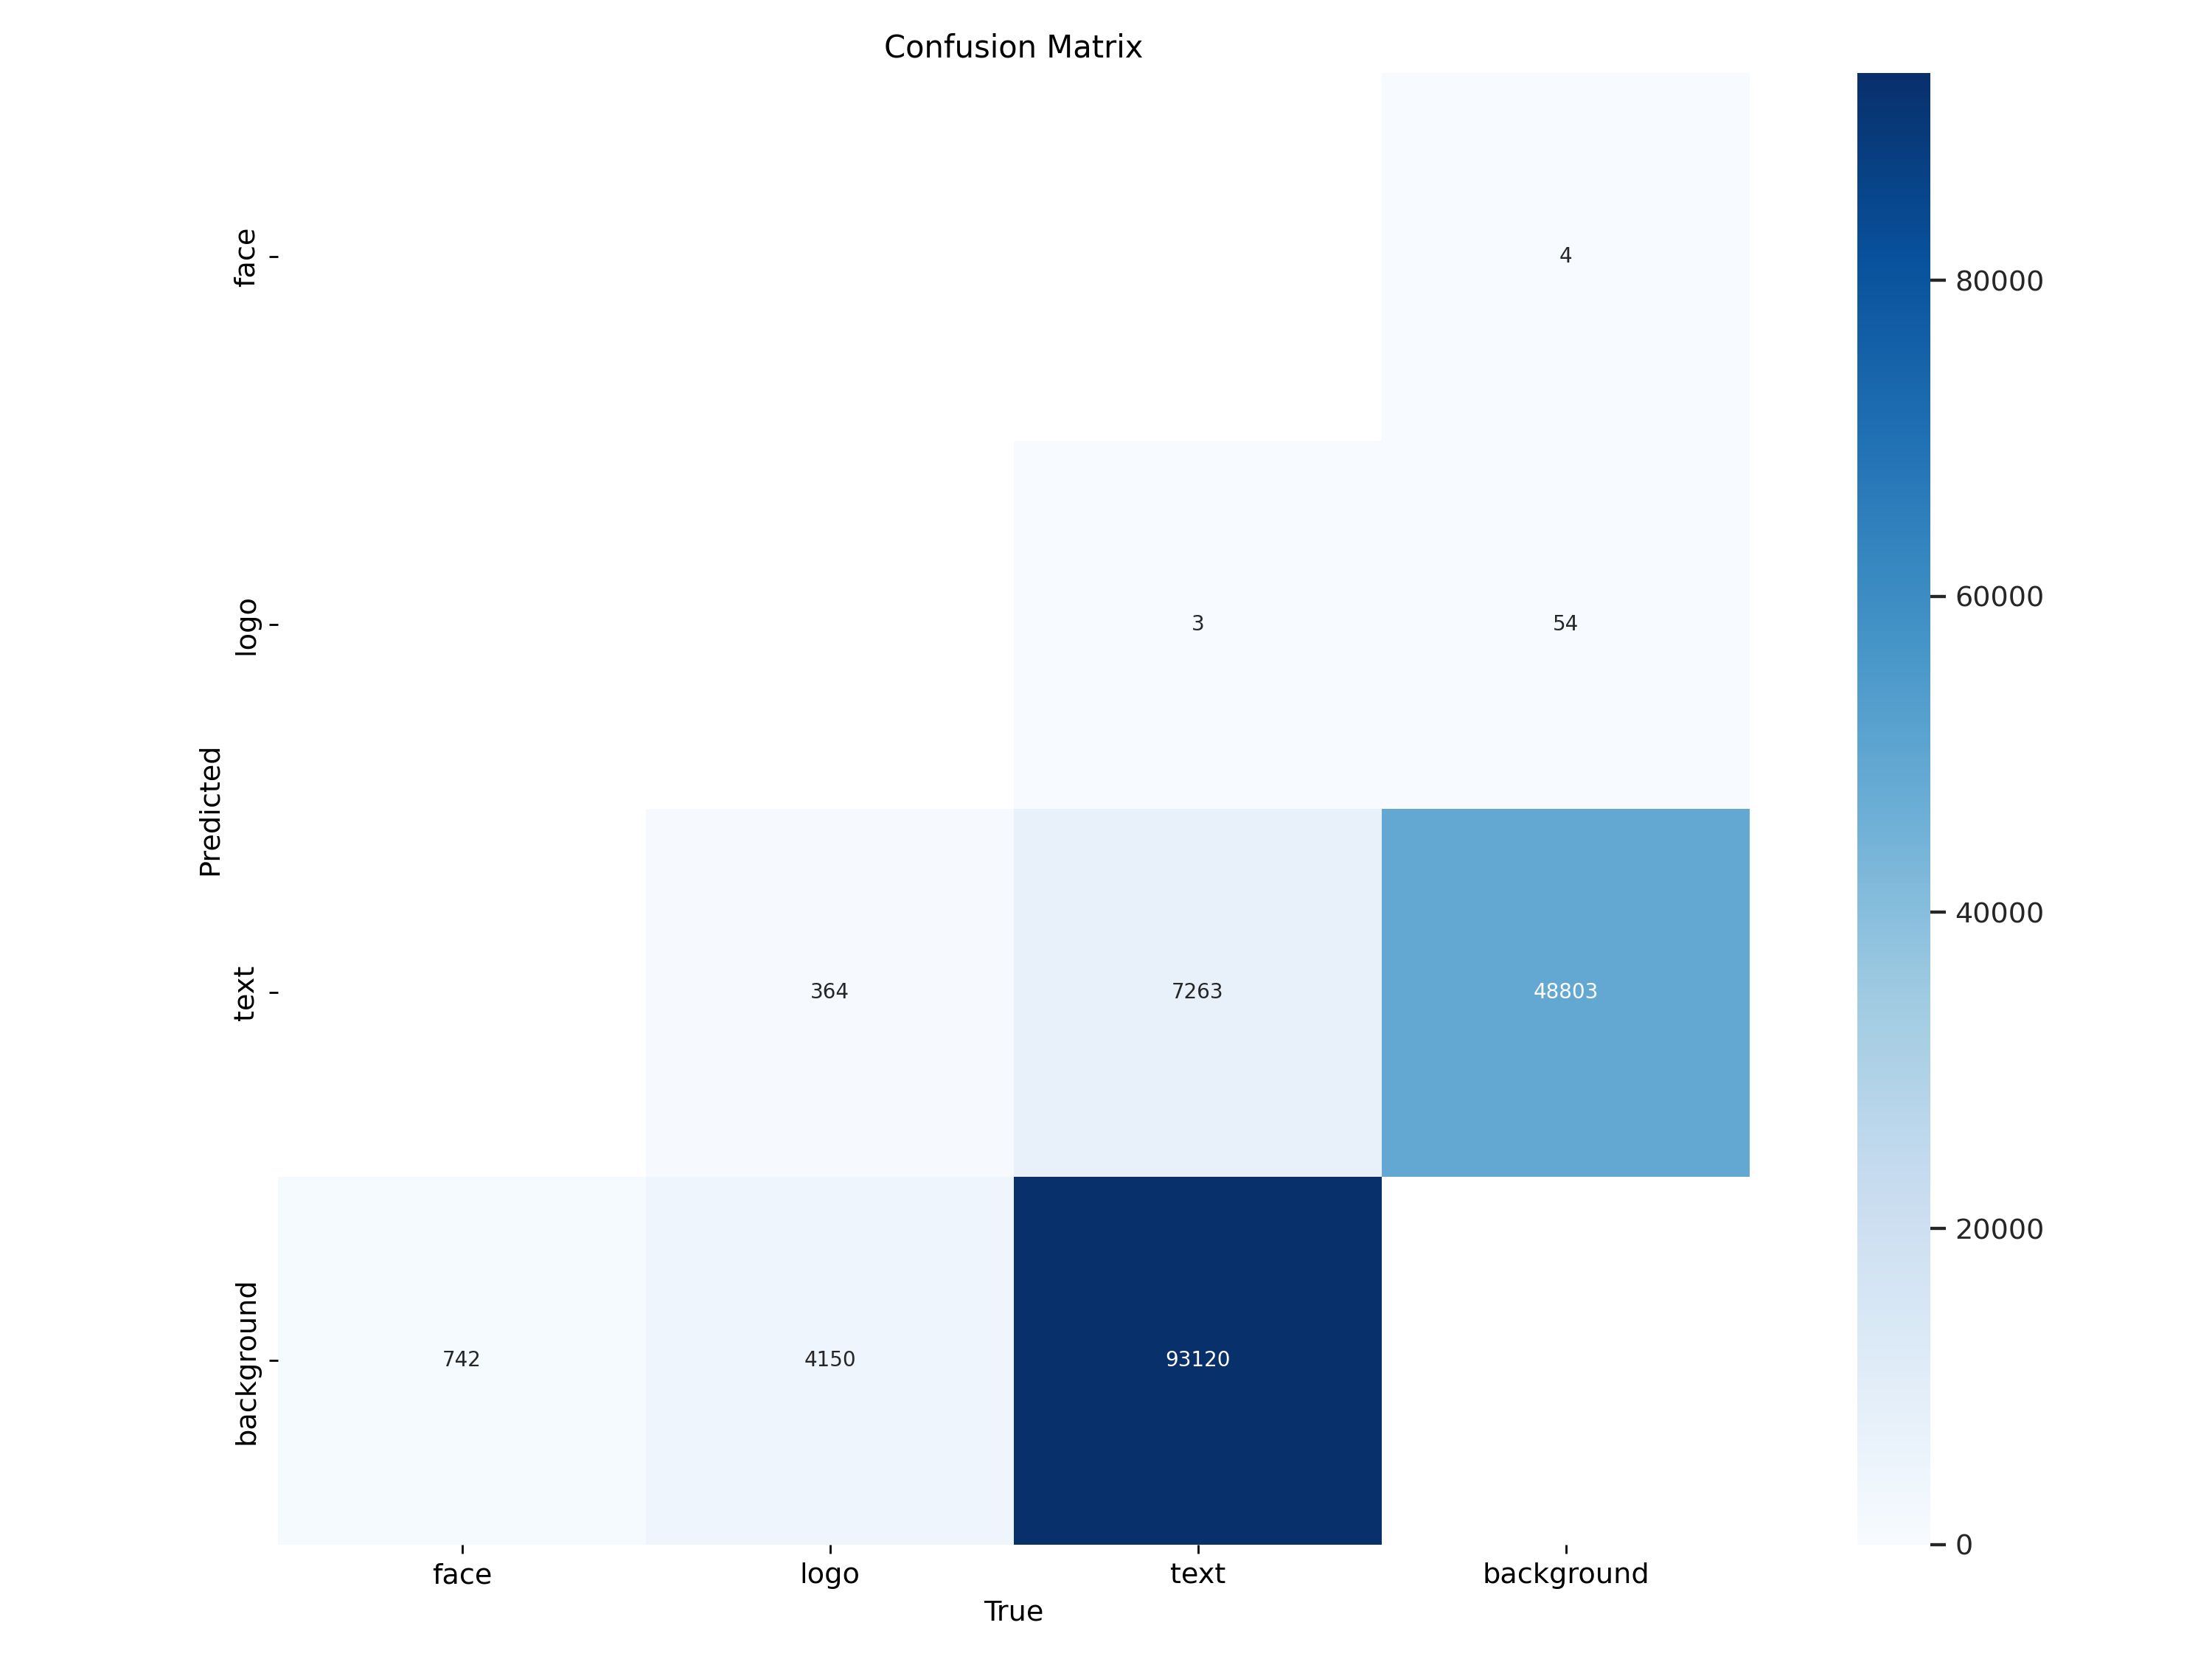 Confusion Matrix
face
4
80000
logo
3 54
60000
Predicted
text
364 7263 48803
40000
20000
background
742 4150 93120
0
face logo text background
True